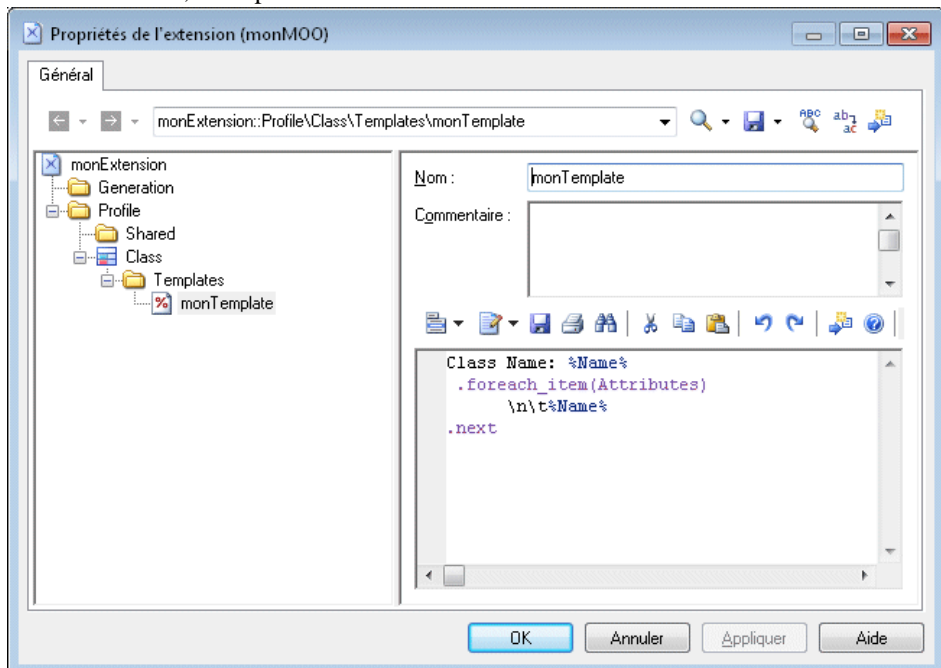 Propriétés de l'extension (monMOO)
Général
monExtension::Profile\Class\Templates\monTemplate
monExtension
Generation
Profile
Shared
Class
Templates
monTemplate
Nom :
monTemplate
Commentaire :
Class Name: %Name%
.foreach_item(Attributes)
\n\t%Name%
.next
OK
Annuler
Appliquer
Aide